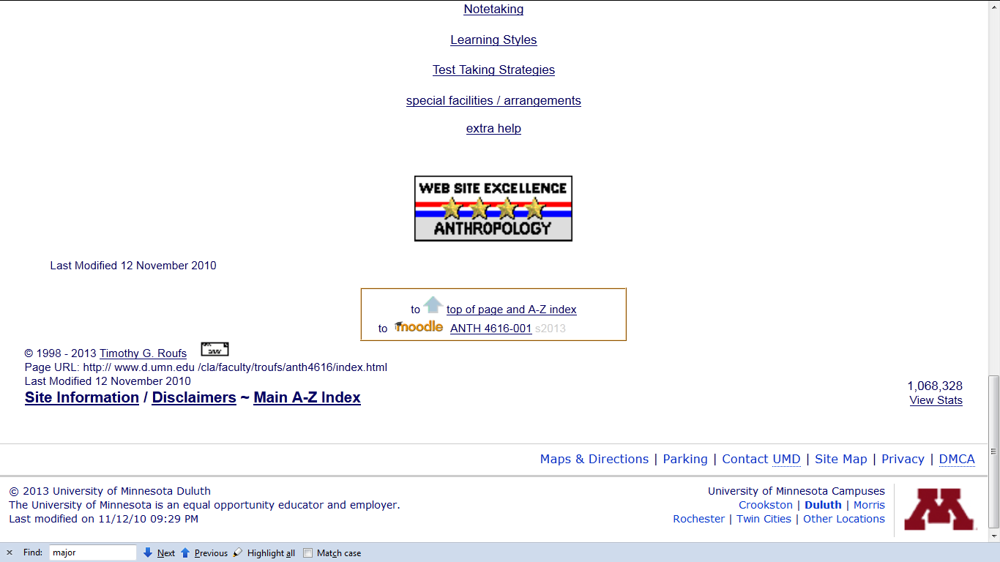 Notetaking
Learning Styles
Test Taking Strategies
special facilities / arrangements
extra help
WEB SITE EXCELLENCE
ANTHROPOLOGY
Last Modified 12 November 2010
to top of page and A-Z index
to moodle ANTH 4616-001 s2013
© 1998 - 2013 Timothy G. Roufs
Page URL: http:// www.d.umn.edu /cla/faculty/troufs/anth4616/index.html
Last Modified 12 November 2010
Site Information / Disclaimers ~ Main A-Z Index
1,068,328
View Stats
Maps & Directions | Parking | Contact UMD | Site Map | Privacy | DMCA
© 2013 University of Minnesota Duluth
The University of Minnesota is an equal opportunity educator and employer.
Last modified on 11/12/10 09:29 PM
University of Minnesota Campuses
Crookston | Duluth | Morris
Rochester | Twin Cities | Other Locations
M
× Find: major Next Previous Highlight all Match case